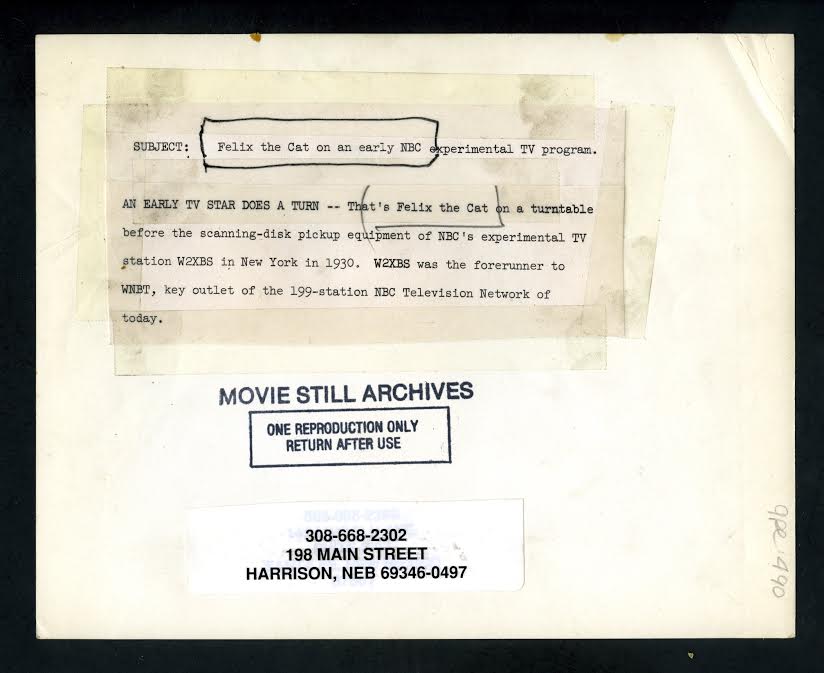 SUBJECT: Felix the Cat on an early NBC experimental TV program.
AN EARLY TV STAR DOES A TURN -- That's Felix the Cat on a turntable
before the scanning-disk pickup equipment of NBC's experimental TV
station W2XBS in New York in 1930. W2XBS was the forerunner to
WNBT, key outlet of the 199-station NBC Television Network of
today.
MOVIE STILL ARCHIVES
ONE REPRODUCTION ONLY
RETURN AFTER USE
308-668-2302
198 MAIN STREET
HARRISON, NEB 69346-0497